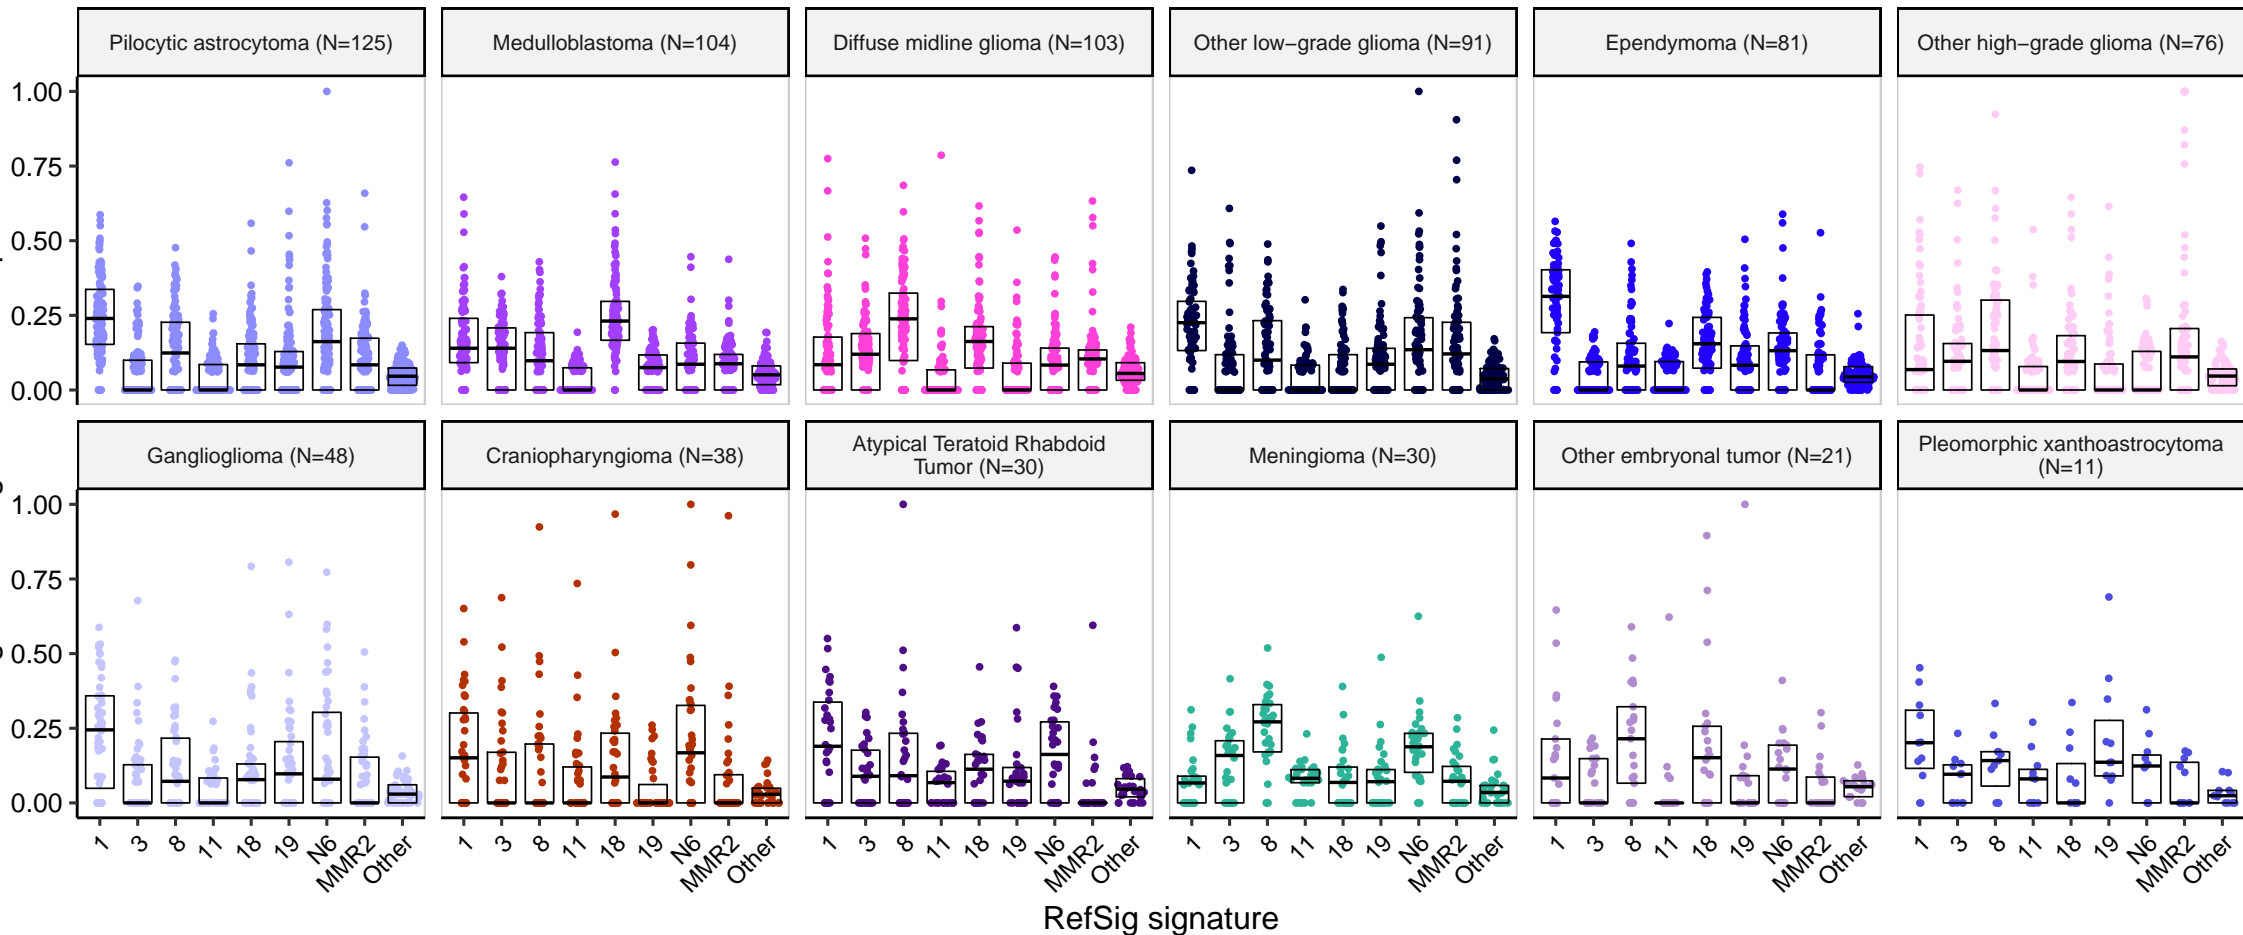 Pilocytic astrocytoma (N=125)
Medulloblastoma (N=104)
Diffuse midline glioma (N=103)
Other low−grade glioma (N=91)
Ependymoma (N=81)
Other high−grade glioma (N=76)
1.00
0.75
0.50
0.25
0.00
Ganglioglioma (N=48)
Craniopharyngioma (N=38)
Atypical Teratoid Rhabdoid
Tumor (N=30)
Meningioma (N=30)
Other embryonal tumor (N=21)
Pleomorphic xanthoastrocytoma
(N=11)
1.00
0.75
0.50
0.25
0.00
1 3 8 11 18 19 N6 MMR2 Other
1 3 8 11 18 19 N6 MMR2 Other
1 3 8 11 18 19 N6 MMR2 Other
1 3 8 11 18 19 N6 MMR2 Other
1 3 8 11 18 19 N6 MMR2 Other
1 3 8 11 18 19 N6 MMR2 Other
RefSig signature